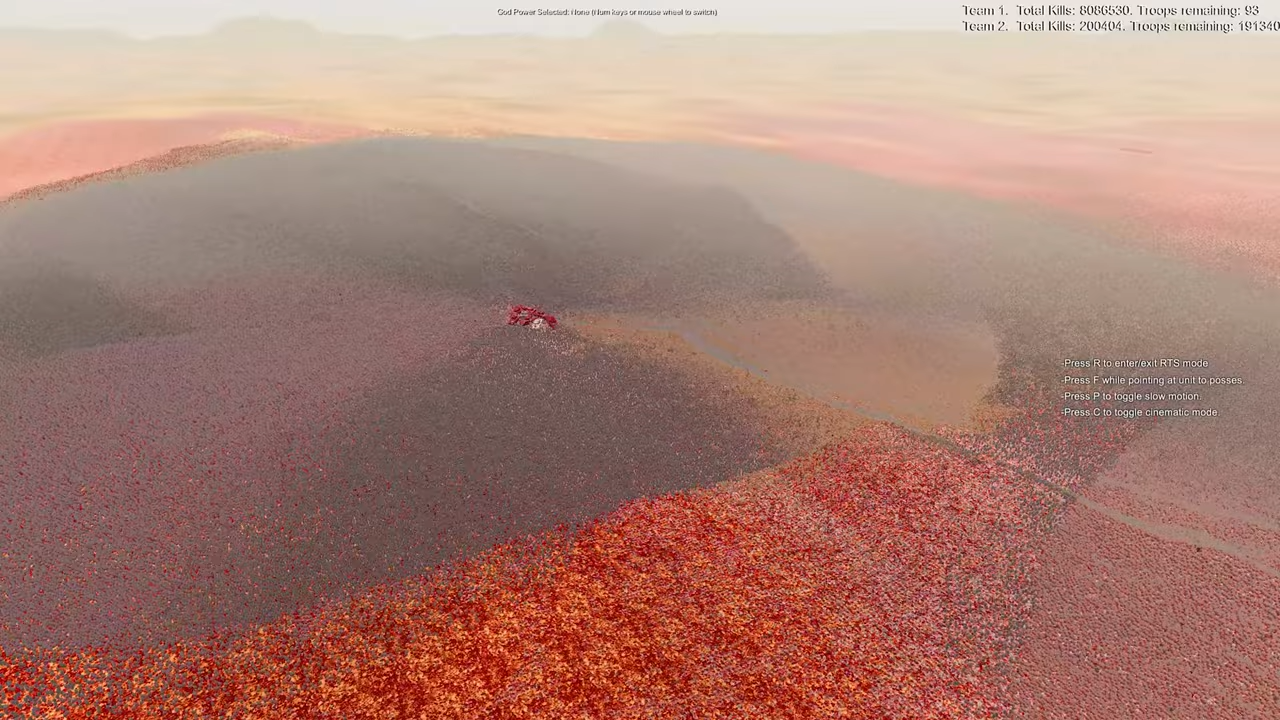 God Power Selected: None (Num keys or mouse wheel to switch)
Team 1. Total Kills: 8086530. Troops remaining: 93
Team 2. Total Kills: 200404. Troops remaining: 191340
-Press R to enter/exit RTS mode
-Press F while pointing at unit to posses.
-Press P to toggle slow motion.
-Press C to toggle cinematic mode.